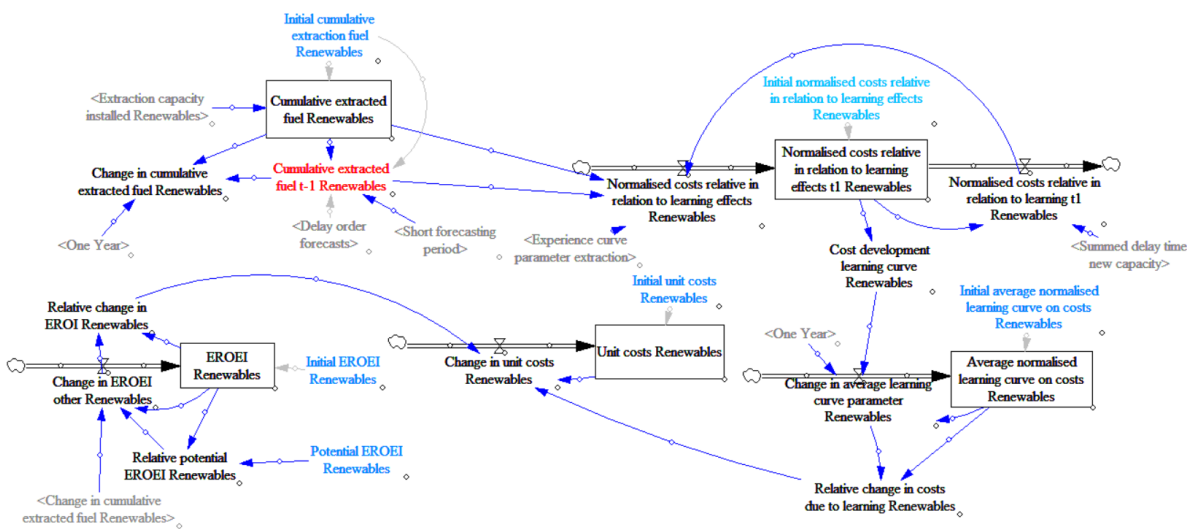 Initial cumulative
extraction fuel
Renewables
<Extraction capacity
installed Renewables>
Cumulative extracted
fuel Renewables
Initial normalised costs relative
in relation to learning effects
Renewables
Change in cumulative
extracted fuel Renewables
Cumulative extracted
fuel t-1 Renewables
Normalised costs relative in
relation to learning effects
Renewables
Normalised costs relative
in relation to learning
effects t1 Renewables
Normalised costs relative in
relation to learning t1
Renewables
<One Year>
<Delay order
forecasts>
<Short forecasting
period>
<Experience curve
parameter extraction>
Cost development
learning curve
Renewables
<Summed delay time
new capacity>
Relative change in
EROI Renewables
Initial unit costs
Renewables
Initial average normalised
learning curve on costs
Renewables
<One Year>
EROEI
Renewables
Initial EROEI
Renewables
Change in EROEI
other Renewables
Change in unit costs
Renewables
Unit costs Renewables
Change in average learning
curve parameter
Renewables
Average normalised
learning curve on costs
Renewables
Relative potential
EROEI Renewables
Potential EROEI
Renewables
<Change in cumulative
extracted fuel Renewables>
Relative change in costs
due to learning Renewables